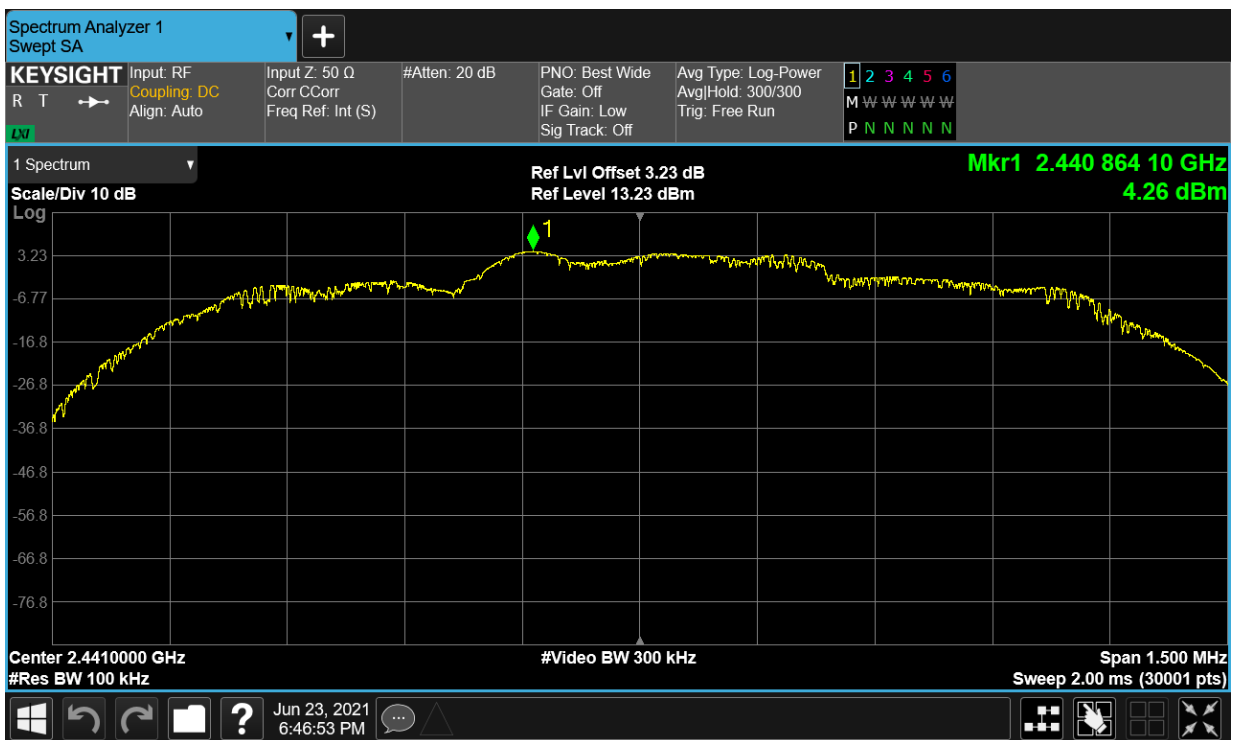 Spectrum Analyzer 1
Swept SA
+
KEYSIGHT
R T
LXI
Input: RF
Coupling: DC
Align: Auto
Input Z: 50 Ω
Corr CCorr
Freq Ref: Int (S)
#Atten: 20 dB
PNO: Best Wide
Gate: Off
IF Gain: Low
Sig Track: Off
Avg Type: Log-Power
Avg|Hold: 300/300
Trig: Free Run
1 2 3 4 5 6
M W W W W W
P N N N N N
1 Spectrum
Scale/Div 10 dB
Log
Ref Lvl Offset 3.23 dB
Ref Level 13.23 dBm
Mkr1 2.440 864 10 GHz
4.26 dBm
1
3.23
-6.77
-16.8
-26.8
-36.8
-46.8
-56.8
-66.8
-76.8
Center 2.4410000 GHz
#Res BW 100 kHz
#Video BW 300 kHz
Span 1.500 MHz
Sweep 2.00 ms (30001 pts)
?
Jun 23, 2021
6:46:53 PM